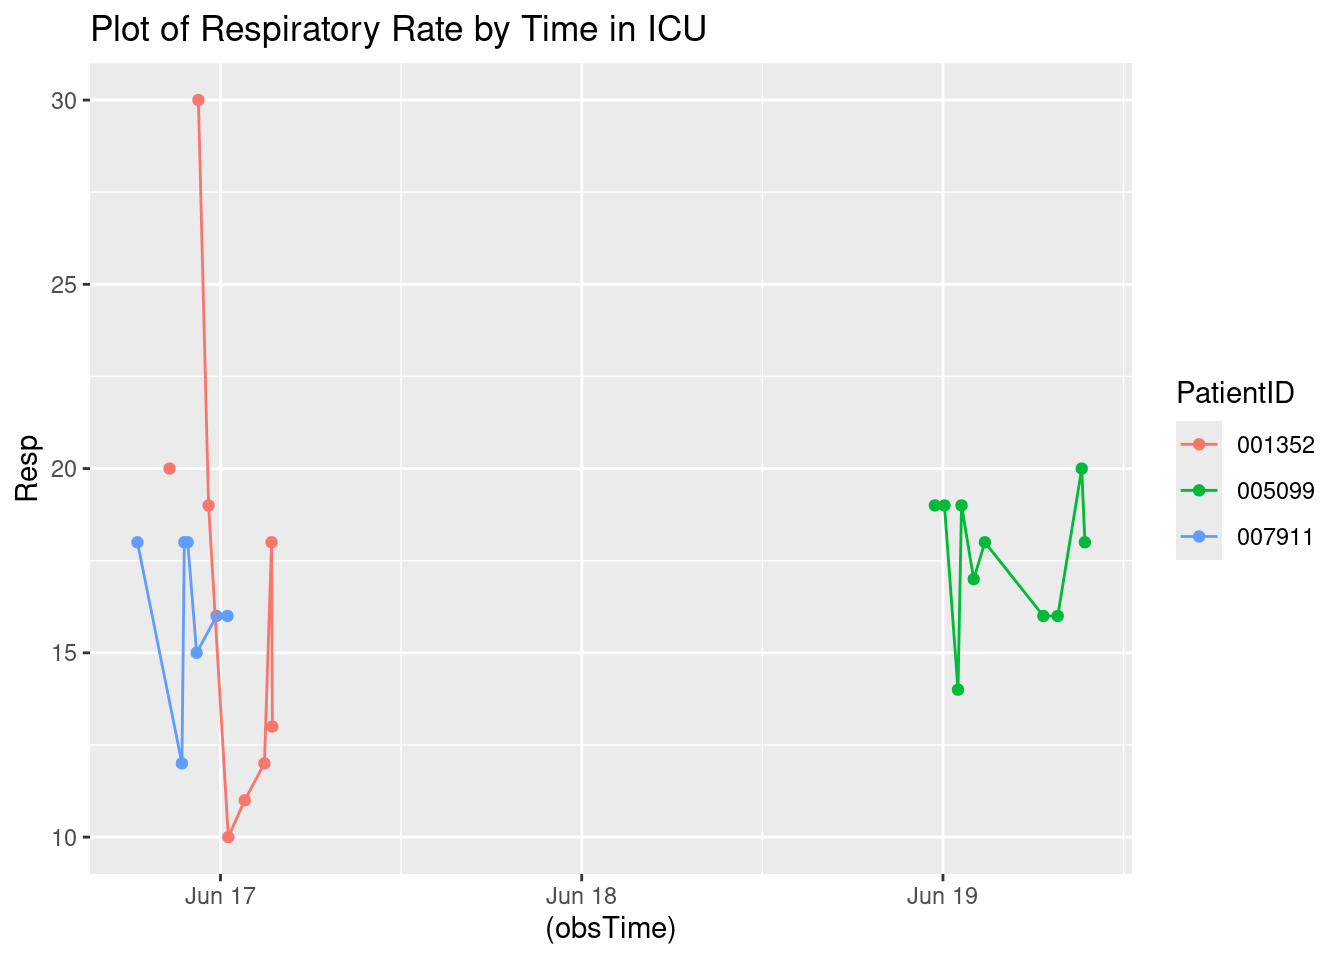 Plot of Respiratory Rate by Time in ICU
Resp
30
25
20
15
10
Jun 17
Jun 18
Jun 19
(obsTime)
PatientID
001352
005099
007911